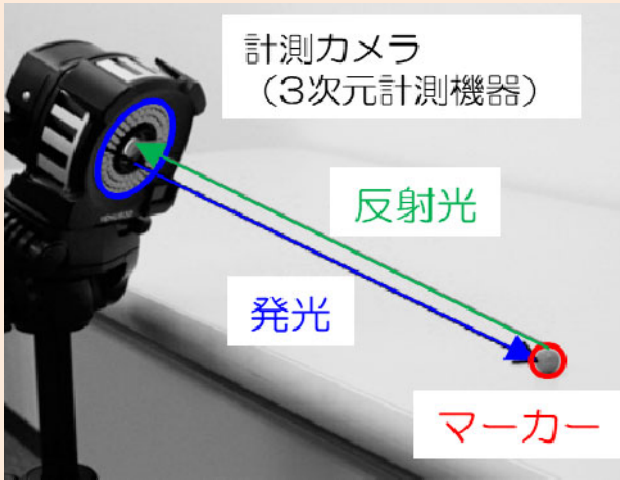 計測カメラ
（3次元計測機器）
反射光
発光
マーカー